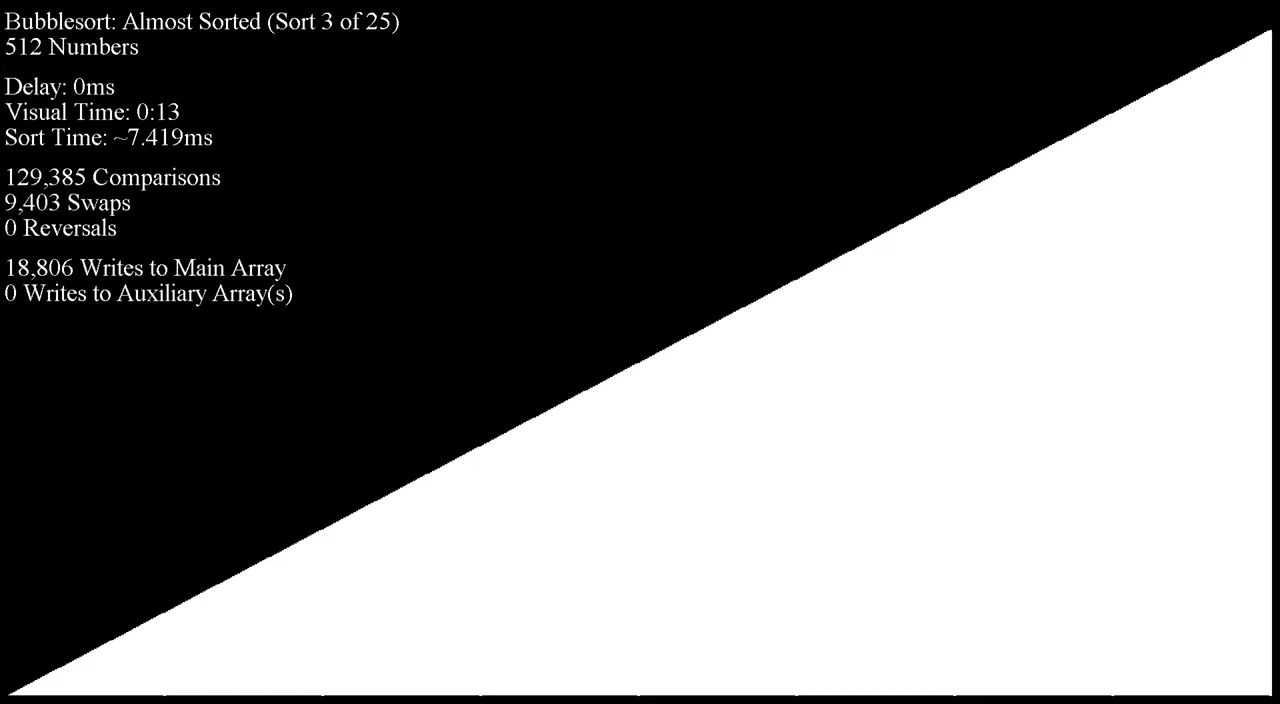 Bubblesort: Almost Sorted (Sort 3 of 25)
512 Numbers
Delay: 0ms
Visual Time: 0:13
Sort Time: ~7.419ms
129,385 Comparisons
9,403 Swaps
0 Reversals
18,806 Writes to Main Array
0 Writes to Auxiliary Array(s)